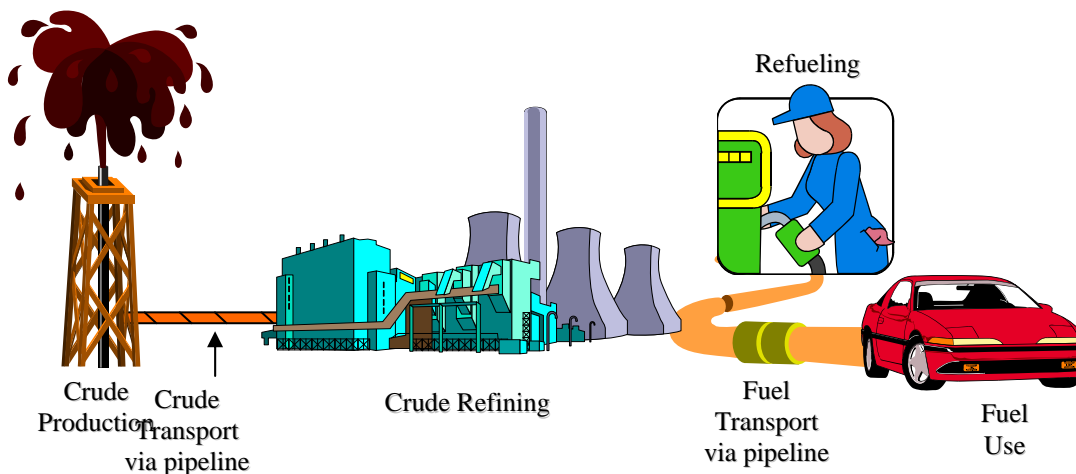 Refueling
Crude
Production
Crude
Transport
via pipeline
Crude Refining
Fuel
Transport
via pipeline
Fuel
Use